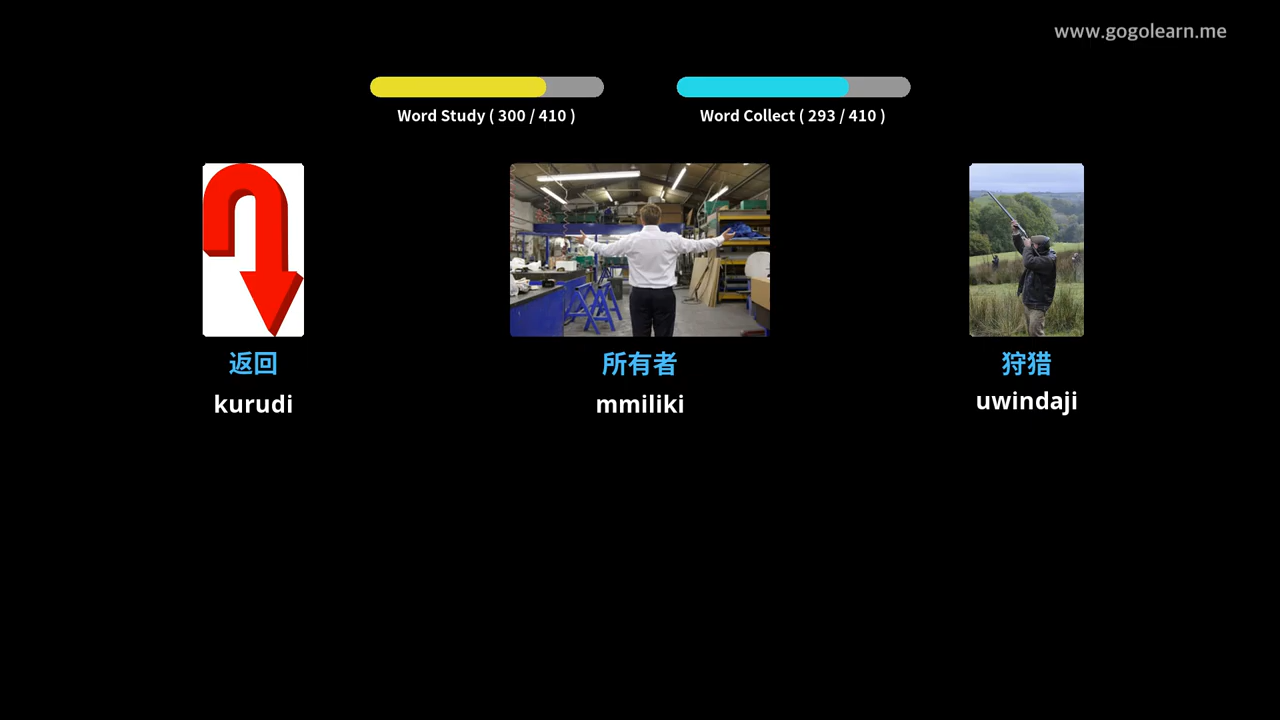 www.gogolearn.me
Word Study ( 300 / 410 )
Word Collect ( 293 / 410 )
返回
kurudi
所有者
mmiliki
狩猎
uwindaji